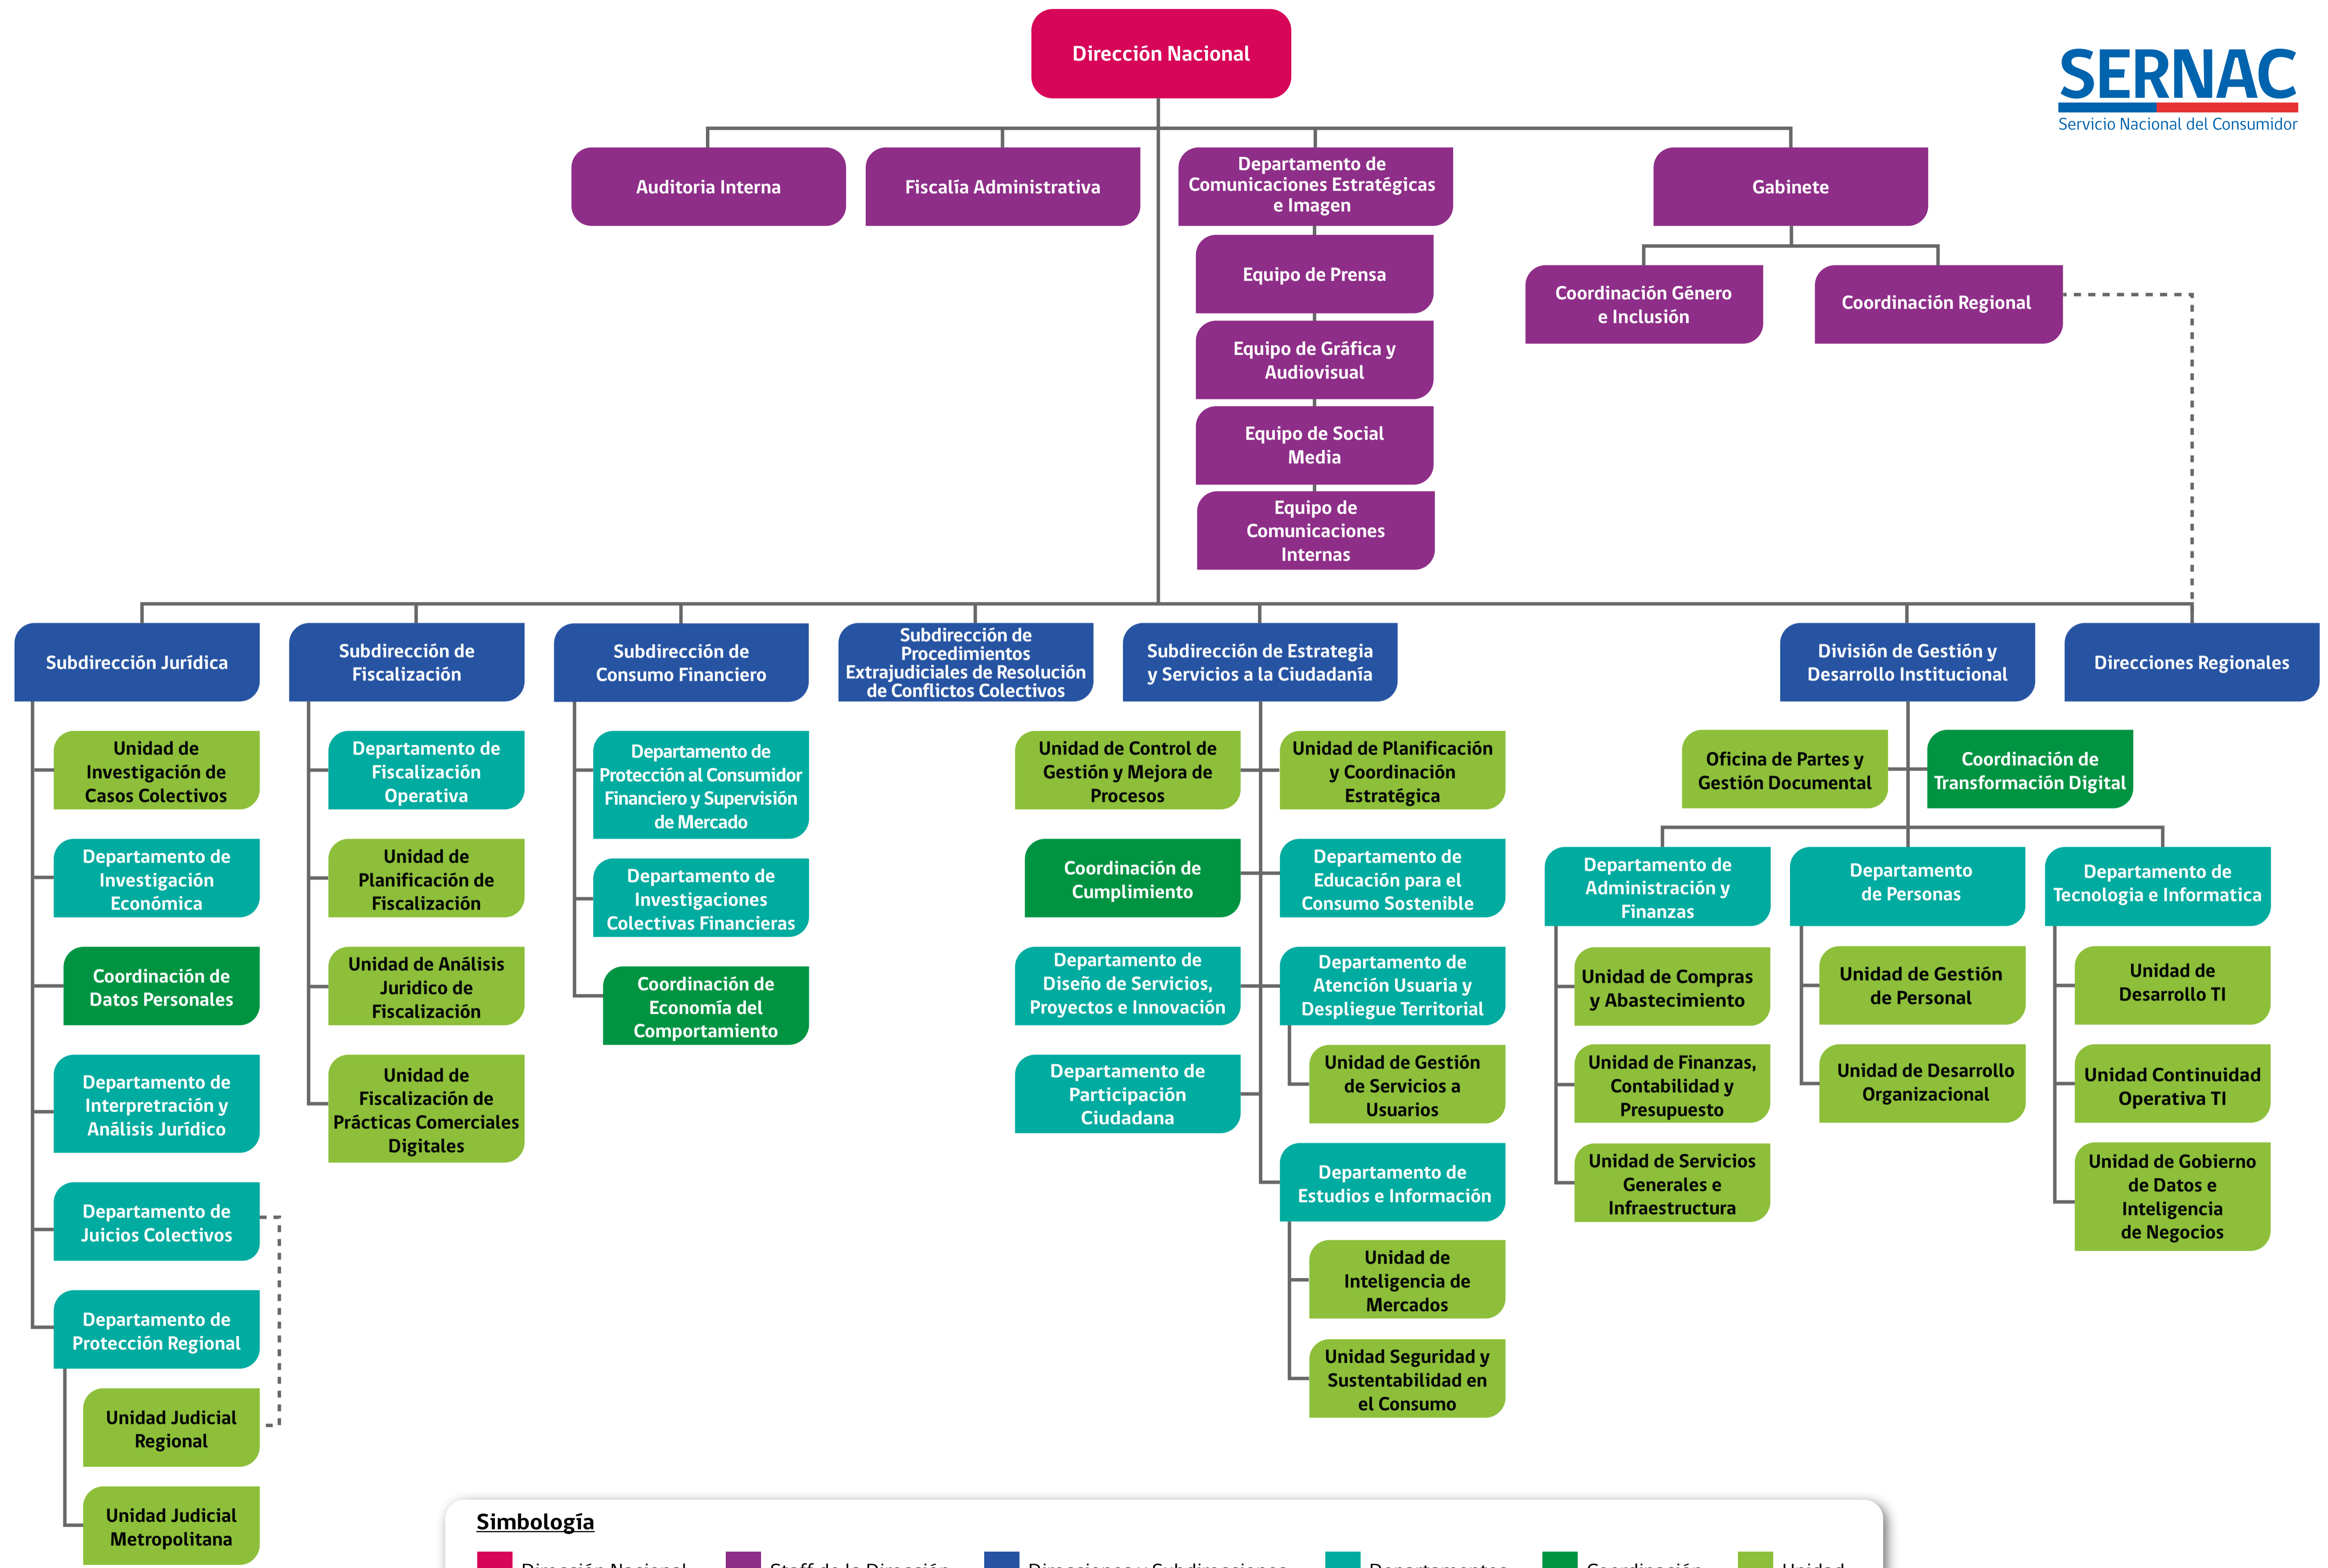 Dirección Nacional
SERNAC
Servicio Nacional del Consumidor
Auditoria Interna
Fiscalía Administrativa
Departamento de
Comunicaciones Estratégicas
e Imagen
Gabinete
Equipo de Prensa
Equipo de Gráfica y
Audiovisual
Equipo de Social
Media
Equipo de
Comunicaciones
Internas
Coordinación Género
e Inclusión
Coordinación Regional
Subdirección Jurídica
Subdirección de
Fiscalización
Subdirección de
Consumo Financiero
Subdirección de
Procedimientos
Extrajudiciales de Resolución
de Conflictos Colectivos
Subdirección de Estrategia
y Servicios a la Ciudadanía
División de Gestión y
Desarrollo Institucional
Direcciones Regionales
Unidad de
Investigación de
Casos Colectivos
Departamento de
Investigación
Económica
Coordinación de
Datos Personales
Departamento de
Interpretración y
Análisis Jurídico
Departamento de
Juicios Colectivos
Departamento de
Protección Regional
Unidad Judicial
Regional
Unidad Judicial
Metropolitana
Departamento de
Fiscalización
Operativa
Unidad de
Planificación de
Fiscalización
Unidad de Análisis
Juridico de
Fiscalización
Unidad de
Fiscalización de
Prácticas Comerciales
Digitales
Departamento de
Protección al Consumidor
Financiero y Supervisión
de Mercado
Departamento de
Investigaciones
Colectivas Financieras
Coordinación de
Economía del
Comportamiento
Unidad de Control de
Gestión y Mejora de
Procesos
Unidad de Planificación
y Coordinación
Estratégica
Coordinación de
Cumplimiento
Departamento de
Educación para el
Consumo Sostenible
Departamento de
Diseño de Servicios,
Proyectos e Innovación
Departamento de
Atención Usuaria y
Despliegue Territorial
Departamento de
Participación
Ciudadana
Unidad de Gestión
de Servicios a
Usuarios
Departamento de
Estudios e Información
Unidad de
Inteligencia de
Mercados
Unidad Seguridad y
Sustentabilidad en
el Consumo
Oficina de Partes y
Gestión Documental
Coordinación de
Transformación Digital
Departamento de
Administración y
Finanzas
Departamento
de Personas
Departamento de
Tecnologia e Informatica
Unidad de Compras
y Abastecimiento
Unidad de Finanzas,
Contabilidad y
Presupuesto
Unidad de Servicios
Generales e
Infraestructura
Unidad de Gestión
de Personal
Unidad de Desarrollo
Organizacional
Unidad de
Desarrollo TI
Unidad Continuidad
Operativa TI
Unidad de Gobierno
de Datos e
Inteligencia
de Negocios
Simbología
Dirección Nacional Staff de la Dirección Direcciones y Subdirecciones Departamentos Coordinación Unidad